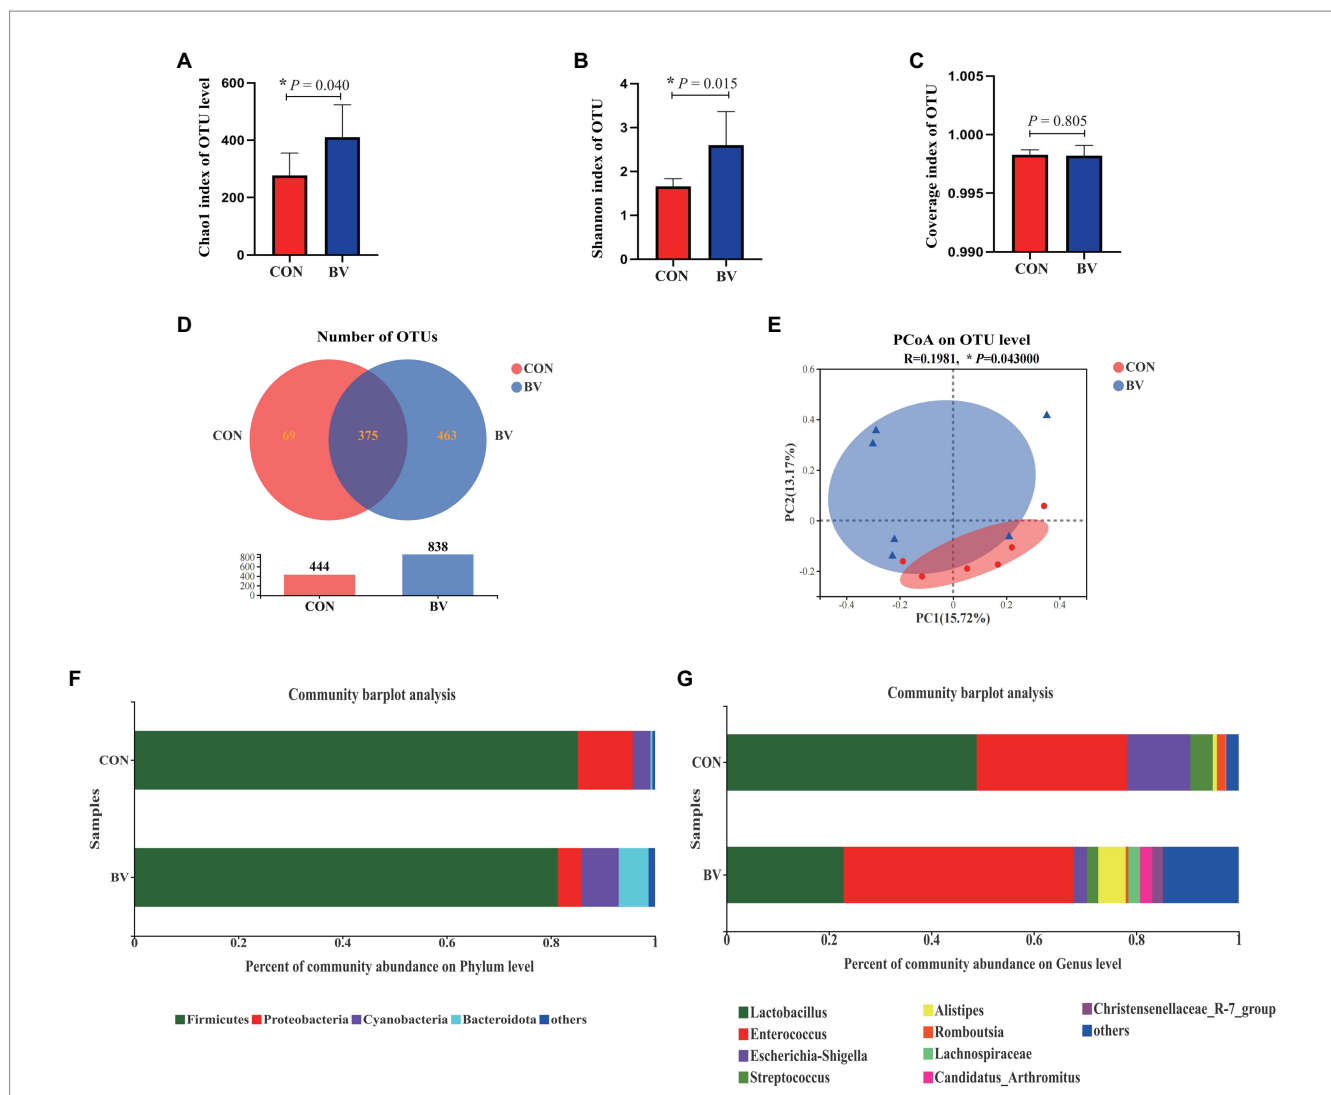 A
* P = 0.040
Chao1 index of OTU level
600
400
200
0
CON
BV
B
* P = 0.015
Shannon index of OTU
4
3
2
1
0
CON
BV
C
P = 0.805
Coverage index of OTU
1.005
1.000
0.995
0.990
CON
BV
D
Number of OTUs
CON
BV
CON
69
375
463
BV
800
600
400
200
0
444
838
CON
BV
E
PCoA on OTU level
R=0.1981, * P=0.043000
CON
BV
PC2(13.17%)
0.6
0.4
0.2
0
-0.2
-0.4
-0.2
0
0.2
0.4
PC1(15.72%)
F
Community barplot analysis
Samples
CON
BV
0
0.2
0.4
0.6
0.8
1
Percent of community abundance on Phylum level
Firmicutes
Proteobacteria
Cyanobacteria
Bacteroidota
others
G
Community barplot analysis
Samples
CON
BV
0
0.2
0.4
0.6
0.8
1
Percent of community abundance on Genus level
Lactobacillus
Enterococcus
Escherichia-Shigella
Streptococcus
Alistipes
Romboutsia
Lachnospiraceae
Candidatus_Arthromitus
Christensenellaceae_R-7_group
others